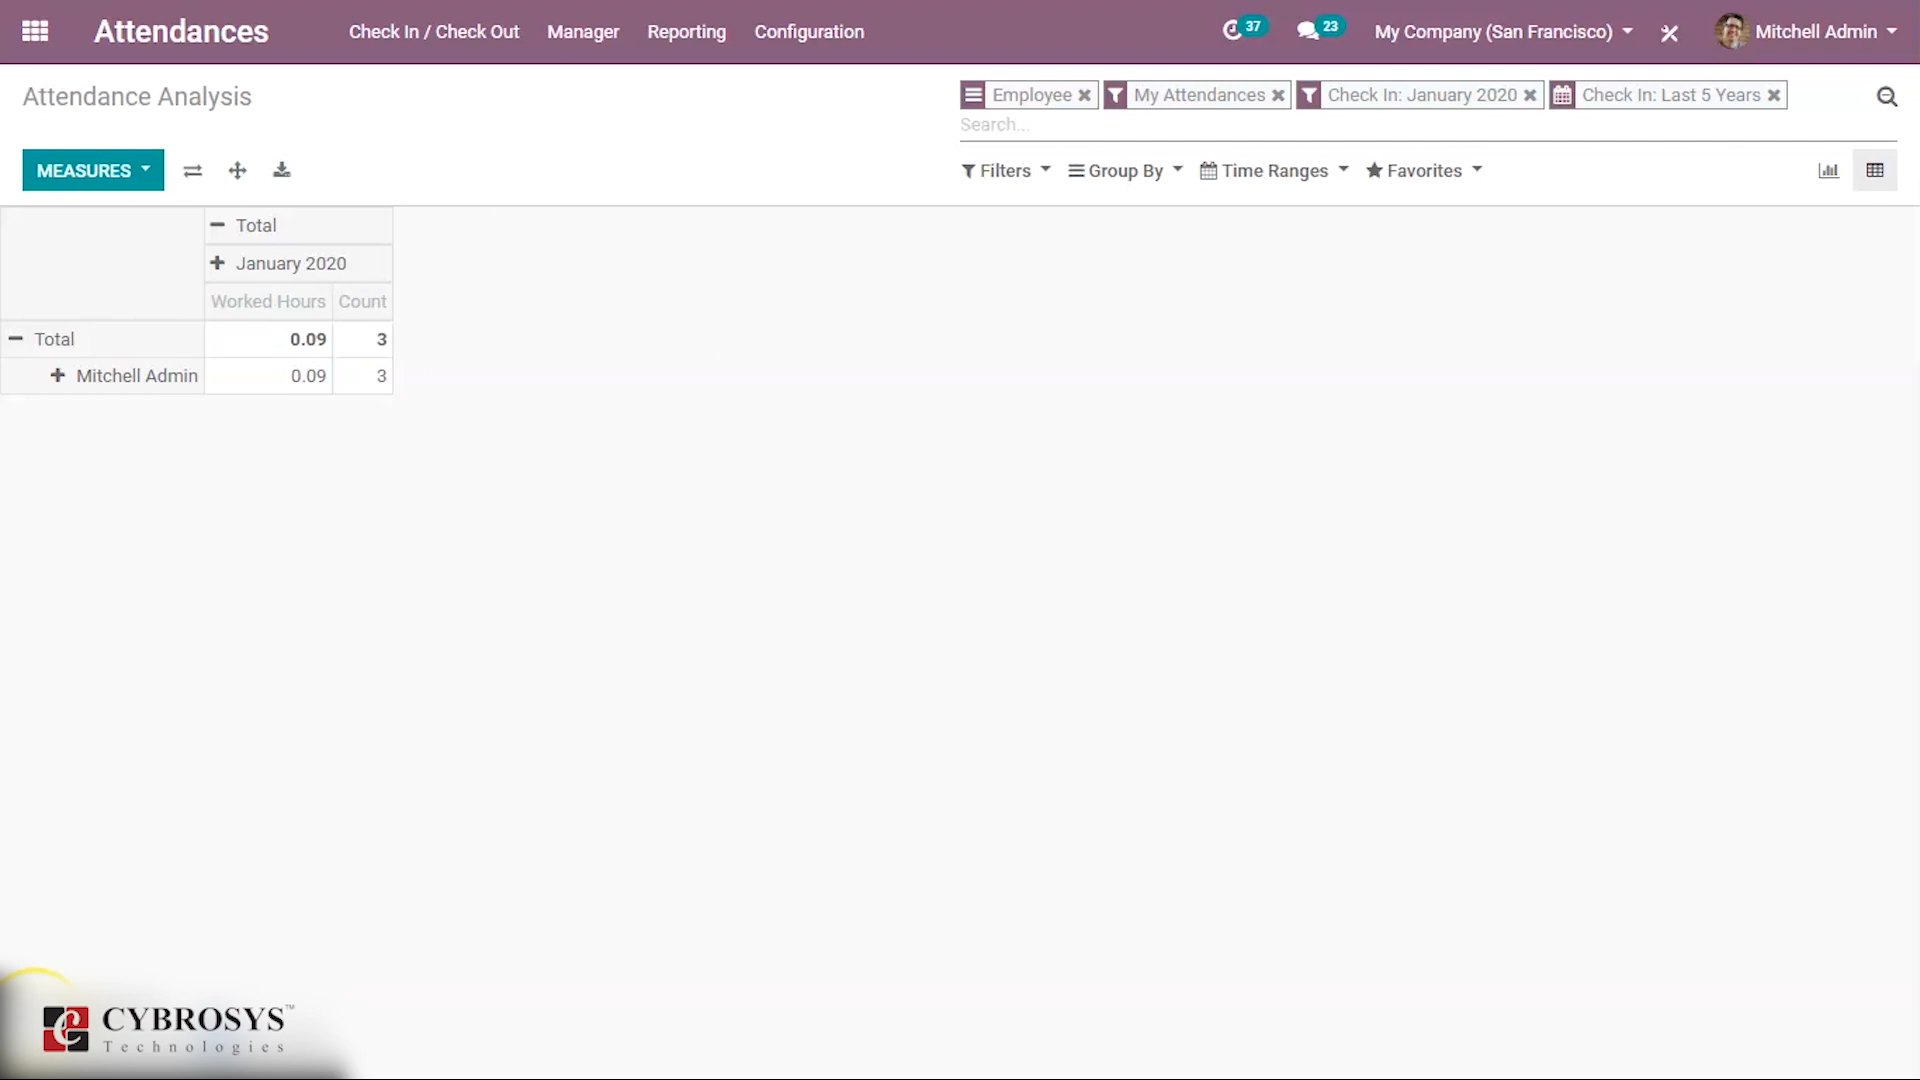 Attendances Check In / Check Out Manager Reporting Configuration 37 23 My Company (San Francisco) Mitchell Admin
Attendance Analysis
Employee My Attendances Check In: January 2020 Check In: Last 5 Years
Search...
MEASURES Filters Group By Time Ranges Favorites
Total
January 2020
Worked Hours Count
Total 0.09 3
Mitchell Admin 0.09 3
CYBROSYS™
Technologies